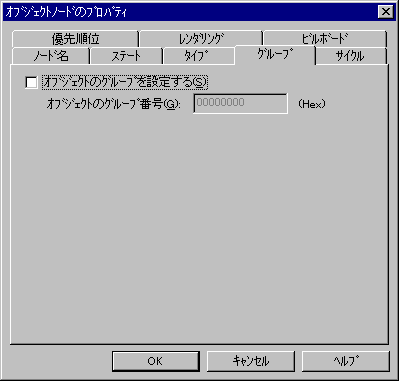 ｵﾌﾞｼﾞｪｸﾄﾉｰﾄﾞのﾌﾟﾛﾊﾟﾃｨ
優先順位 ﾚﾝﾀﾞﾘﾝｸﾞ ﾋﾞﾙﾎﾞｰﾄﾞ
ﾉｰﾄﾞ名 ｽﾃｰﾄ ﾀｲﾌﾟ ｸﾞﾙｰﾌﾟ ｻｲｸﾙ
ｵﾌﾞｼﾞｪｸﾄのｸﾞﾙｰﾌﾟを設定する(S)
ｵﾌﾞｼﾞｪｸﾄのｸﾞﾙｰﾌﾟ番号(G): 00000000 (Hex)
OK ｷｬﾝｾﾙ ﾍﾙﾌﾟ